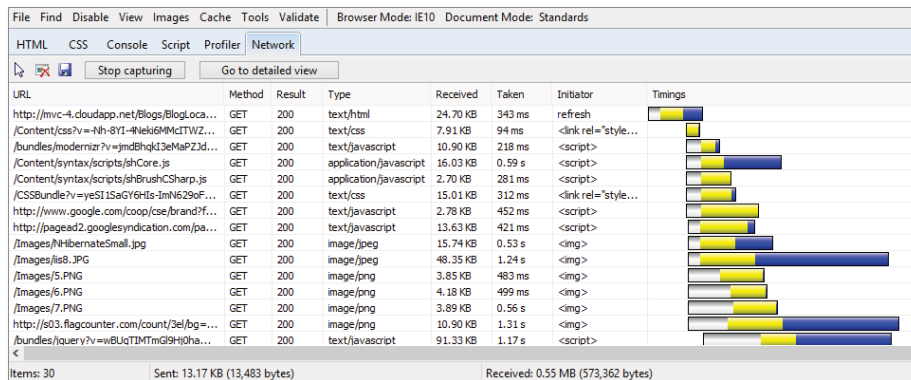 File Find Disable View Images Cache Tools Validate Browser Mode: IE10 Document Mode: Standards
HTML CSS Console Script Profiler Network
Stop capturing Go to detailed view
URL Method Result Type Received Taken Initiator Timings
http://mvc-4.cloudapp.net/Blogs/BlogLoca... GET 200 text/html 24.70 KB 343 ms refresh
/Content/css?v=-Nh-8YI-4Neki6MMcITWZ... GET 200 text/css 7.91 KB 94 ms <link rel="style...
/bundles/modernizr?v=jmdBhqkI3eMaPZJd... GET 200 text/javascript 10.90 KB 218 ms <script>
/Content/syntax/scripts/shCore.js GET 200 application/javascript 16.03 KB 0.59 s <script>
/Content/syntax/scripts/shBrushCSharp.js GET 200 application/javascript 2.70 KB 281 ms <script>
/CSSBundle?v=yeSI1SaGY6HIs-ImN629oF... GET 200 text/css 15.01 KB 312 ms <link rel="style...
http://www.google.com/coop/cse/brand?f... GET 200 text/javascript 2.78 KB 452 ms <script>
http://pagead2.googlesyndication.com/pa... GET 200 text/javascript 13.63 KB 421 ms <script>
/Images/NHibernateSmall.jpg GET 200 image/jpeg 15.74 KB 0.53 s <img>
/Images/iis8.JPG GET 200 image/jpeg 48.35 KB 1.24 s <img>
/Images/5.PNG GET 200 image/png 3.85 KB 483 ms <img>
/Images/6.PNG GET 200 image/png 4.18 KB 499 ms <img>
/Images/7.PNG GET 200 image/png 3.89 KB 0.56 s <img>
http://s03.flagcounter.com/count/3el/bg=... GET 200 image/png 10.90 KB 1.31 s <img>
/bundles/jquery?v=wBUqTIMTmGl9Hj0ha... GET 200 text/javascript 91.33 KB 1.17 s <script>
Items: 30 Sent: 13.17 KB (13,483 bytes) Received: 0.55 MB (573,362 bytes)